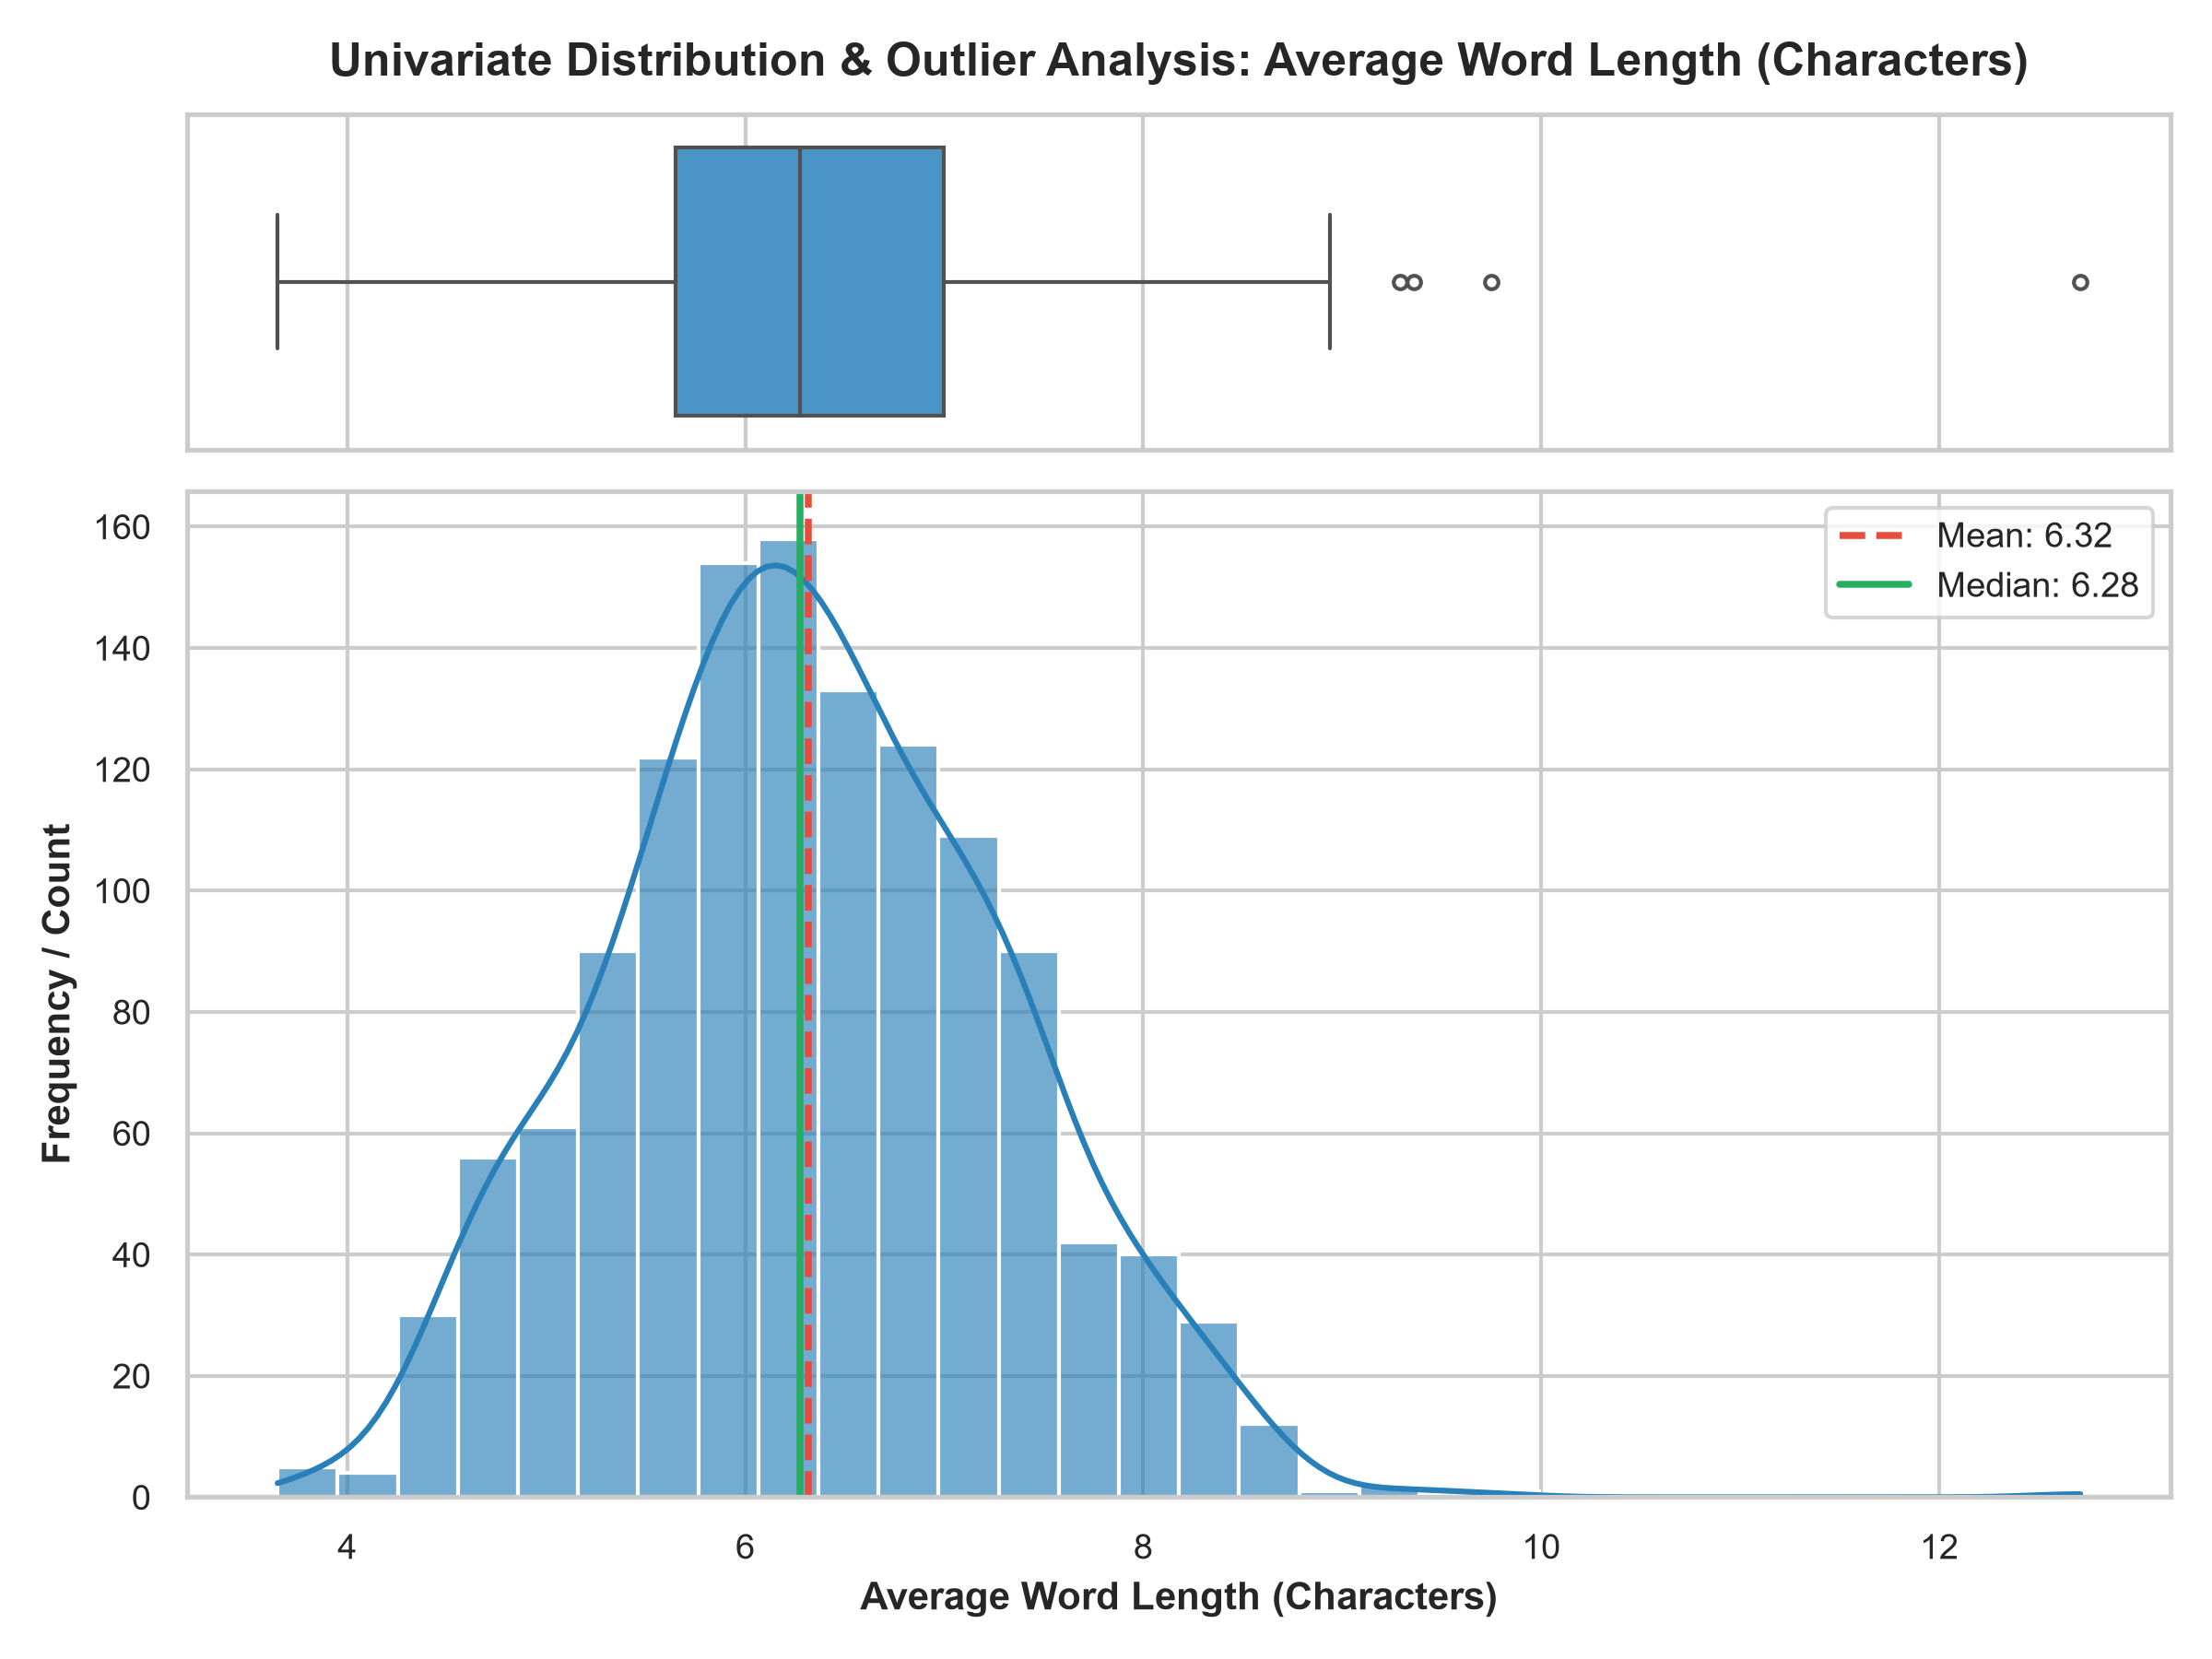 Univariate Distribution & Outlier Analysis: Average Word Length (Characters)
Mean: 6.32
Median: 6.28
Frequency / Count
160
140
120
100
80
60
40
20
0
4 6 8 10 12
Average Word Length (Characters)